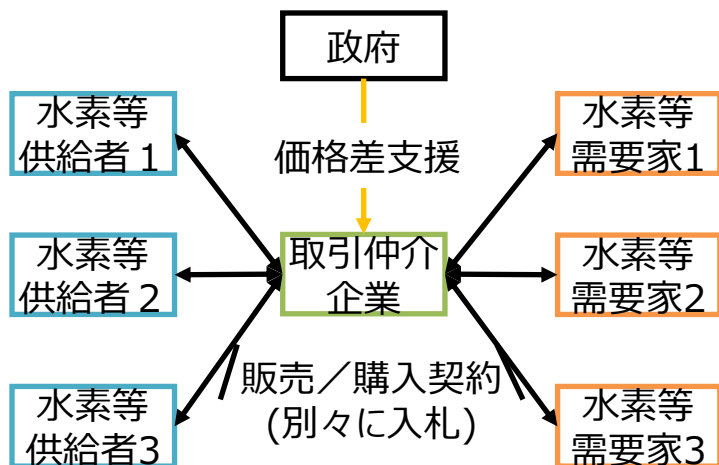 政府
水素等
供給者１
価格差支援
水素等
需要家1
水素等
供給者２
取引仲介
企業
水素等
需要家2
販売／購入契約
(別々に入札)
水素等
供給者3
水素等
需要家3